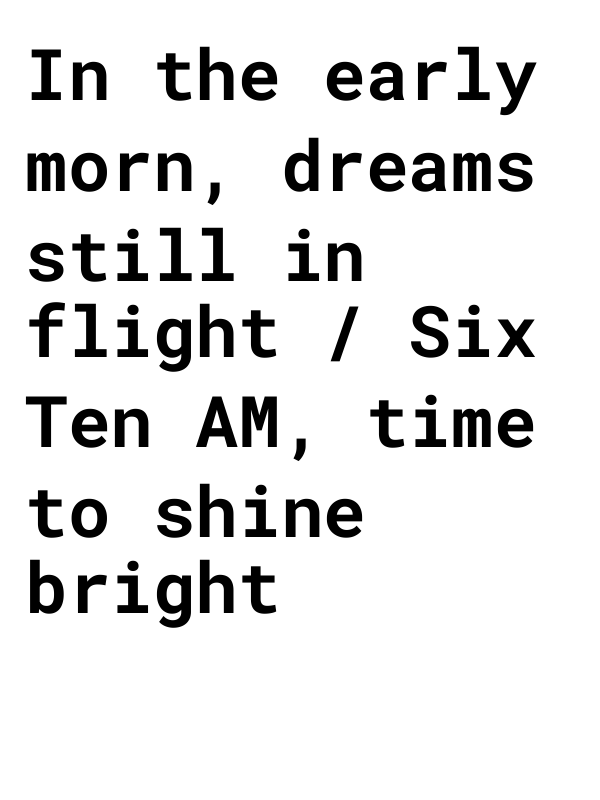 In the early
morn, dreams
still in
flight / Six
Ten AM, time
to shine
bright